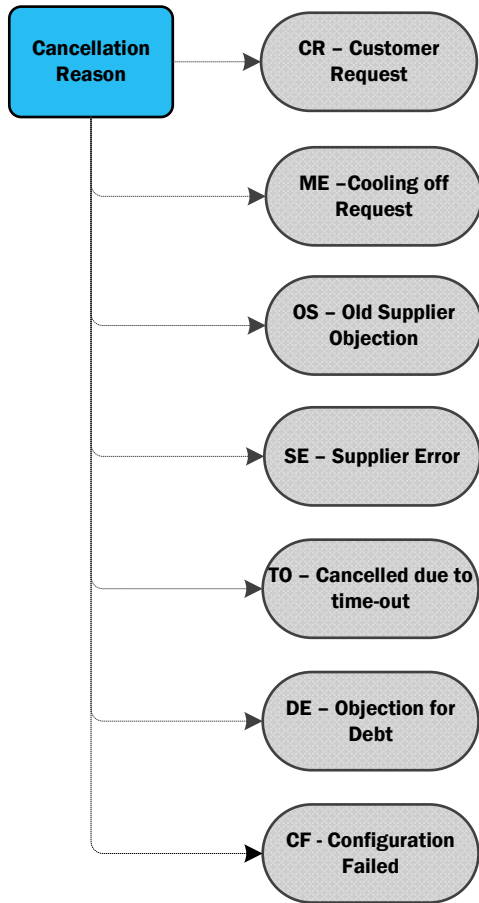 Cancellation
Reason
CR – Customer
Request
ME –Cooling off
Request
OS – Old Supplier
Objection
SE – Supplier Error
TO – Cancelled due to
time-out
DE – Objection for
Debt
CF - Configuration
Failed